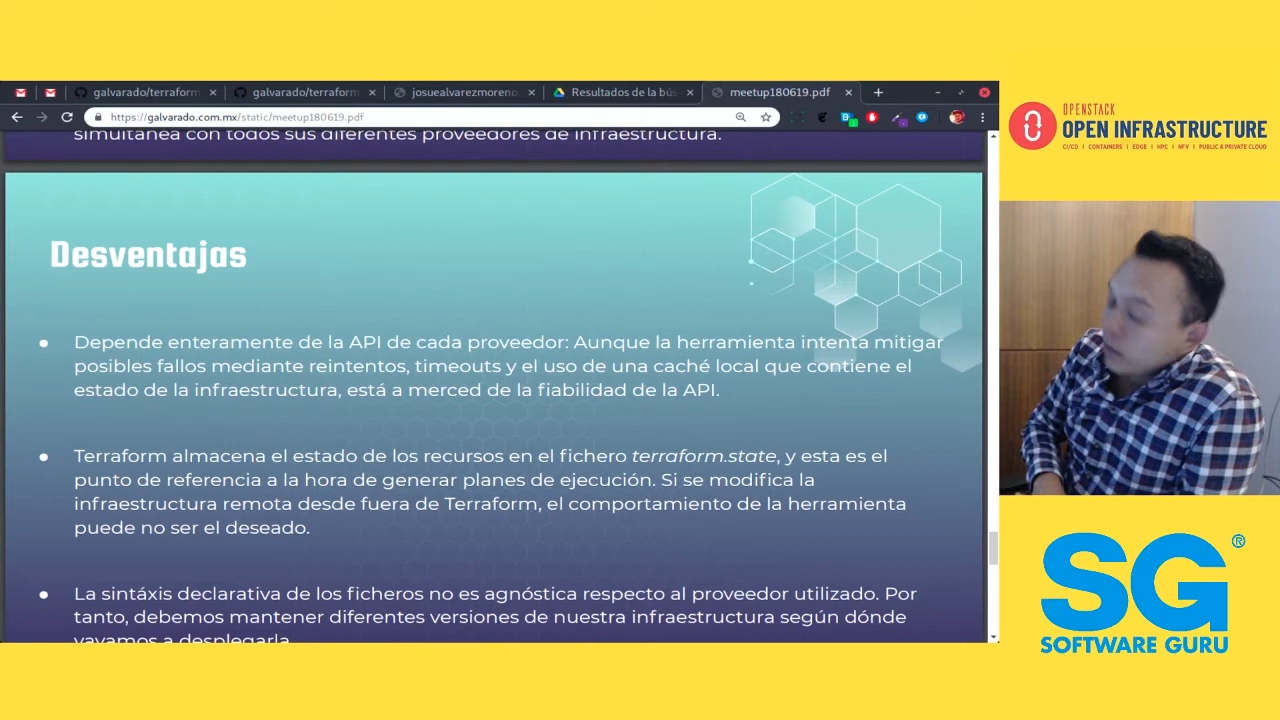 galvarado/terraform
galvarado/terraform
josuealvarezmoreno
Resultados de la bús
meetup180619.pdf
https://galvarado.com.mx/static/meetup180619.pdf
simultánea con todos sus diferentes proveedores de infraestructura.
Desventajas
● Depende enteramente de la API de cada proveedor: Aunque la herramienta intenta mitigar
posibles fallos mediante reintentos, timeouts y el uso de una caché local que contiene el
estado de la infraestructura, está a merced de la fiabilidad de la API.
● Terraform almacena el estado de los recursos en el fichero terraform.state, y esta es el
punto de referencia a la hora de generar planes de ejecución. Si se modifica la
infraestructura remota desde fuera de Terraform, el comportamiento de la herramienta
puede no ser el deseado.
● La sintáxis declarativa de los ficheros no es agnóstica respecto al proveedor utilizado. Por
tanto, debemos mantener diferentes versiones de nuestra infraestructura según dónde
vayamos a desplegarla.
OPENSTACK
OPEN INFRASTRUCTURE
CI/CD | CONTAINERS | EDGE | HPC | NFV | PUBLIC & PRIVATE CLOUD
SG®
SOFTWARE GURU